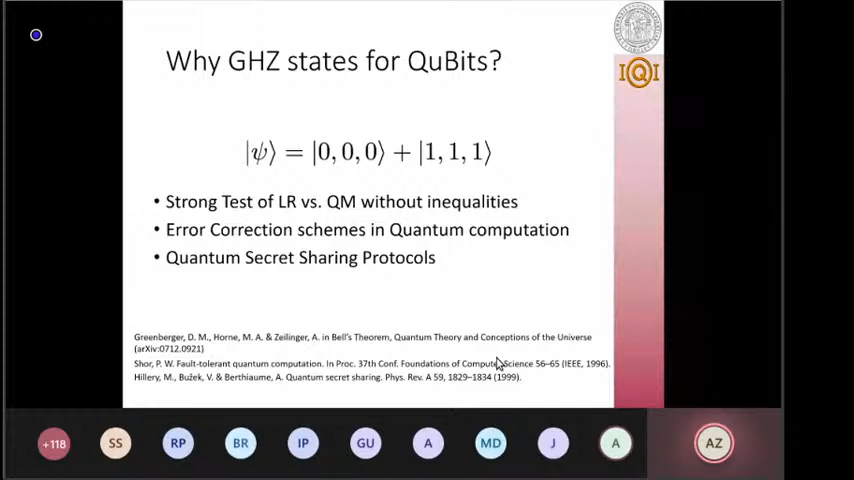 Why GHZ states for QuBits?
IQI
|ψ⟩ = |0, 0, 0⟩ + |1, 1, 1⟩
• Strong Test of LR vs. QM without inequalities
• Error Correction schemes in Quantum computation
• Quantum Secret Sharing Protocols
Greenberger, D. M., Horne, M. A. & Zeilinger, A. in Bell's Theorem, Quantum Theory and Conceptions of the Universe
(arXiv:0712.0921)
Shor, P. W. Fault-tolerant quantum computation. In Proc. 37th Conf. Foundations of Computer Science 56–65 (IEEE, 1996).
Hillery, M., Bužek, V. & Berthiaume, A. Quantum secret sharing. Phys. Rev. A 59, 1829–1834 (1999).
+118 SS RP BR IP GU A MD J A AZ